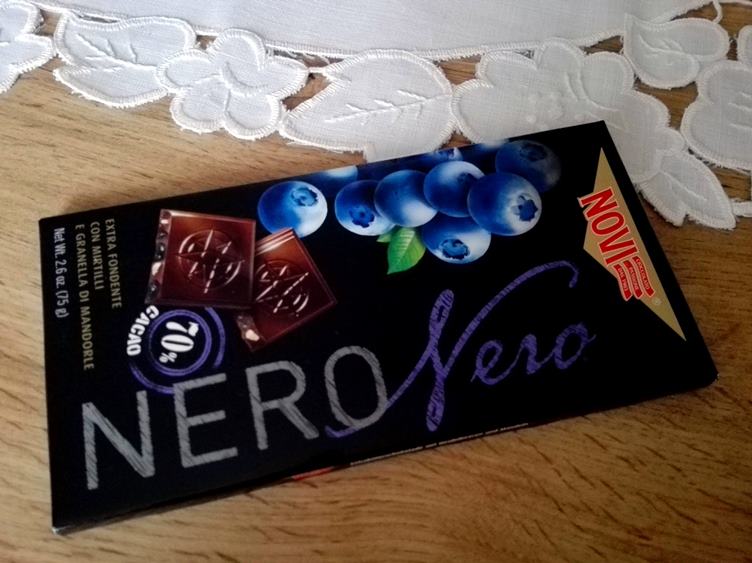 EXTRA FONDENTE
CON MIRTILLI
E GRANELLA DI MANDORLE
Net Wt. 2.6 oz. (75 g)
70%
CACAO
NERO Nero
NOVI